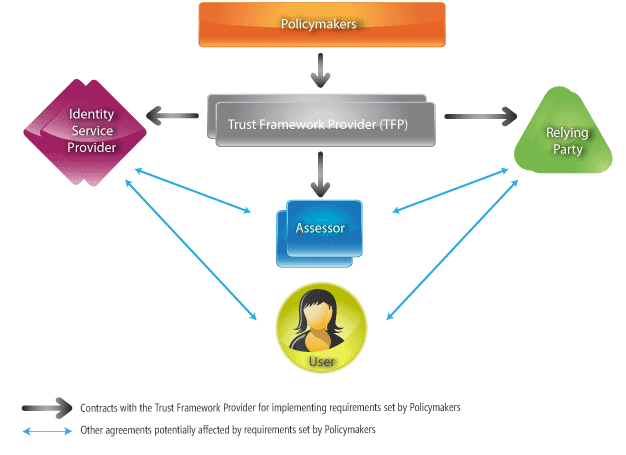 Policymakers
Identity
Service
Provider
Trust Framework Provider (TFP)
Relying
Party
Assessor
User
Contracts with the Trust Framework Provider for implementing requirements set by Policymakers
Other agreements potentially affected by requirements set by Policymakers